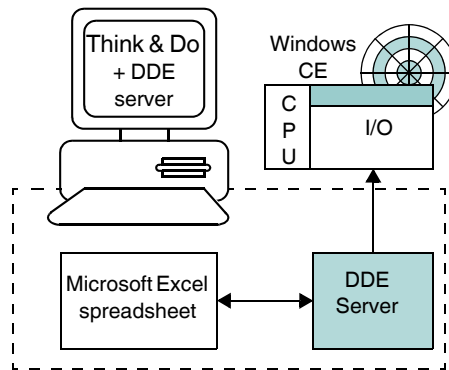 Think & Do
+ DDE
server
Windows
CE
C
P
U
I/O
Microsoft Excel
spreadsheet
DDE
Server